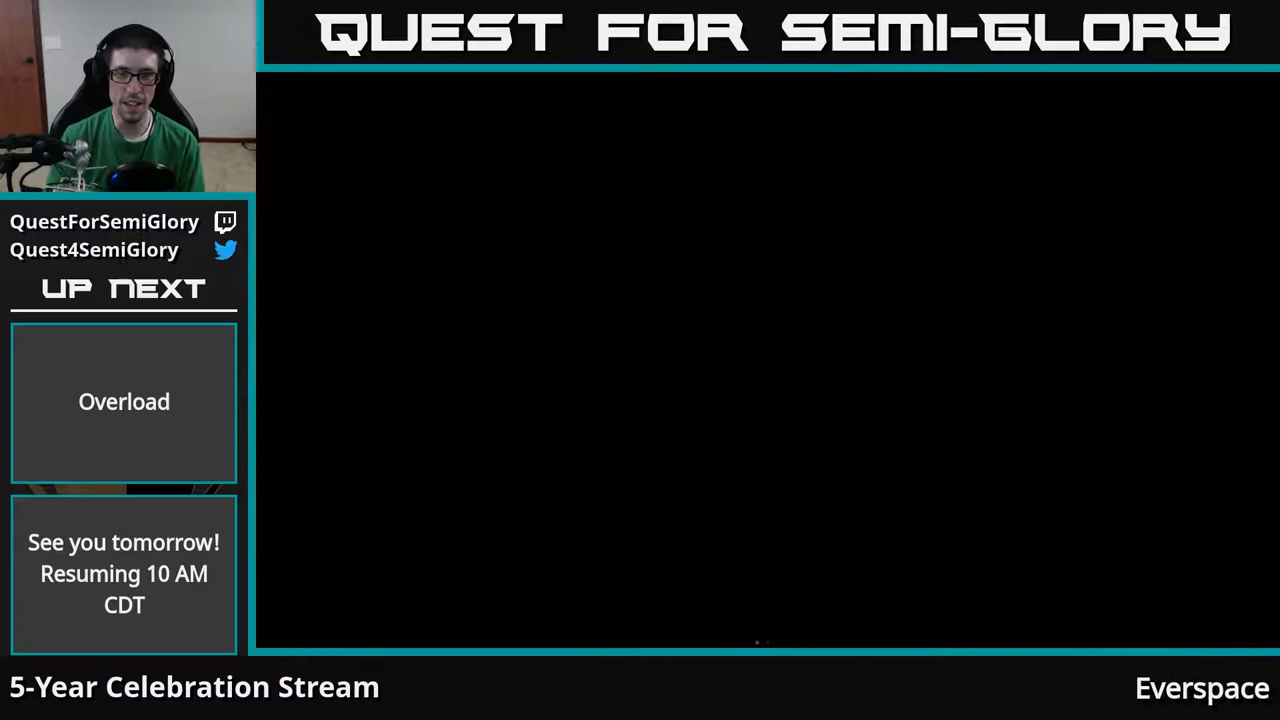 QUEST FOR SEMI-GLORY
QuestForSemiGlory
Quest4SemiGlory
UP NEXT
Overload
See you tomorrow!
Resuming 10 AM
CDT
5-Year Celebration Stream
Everspace